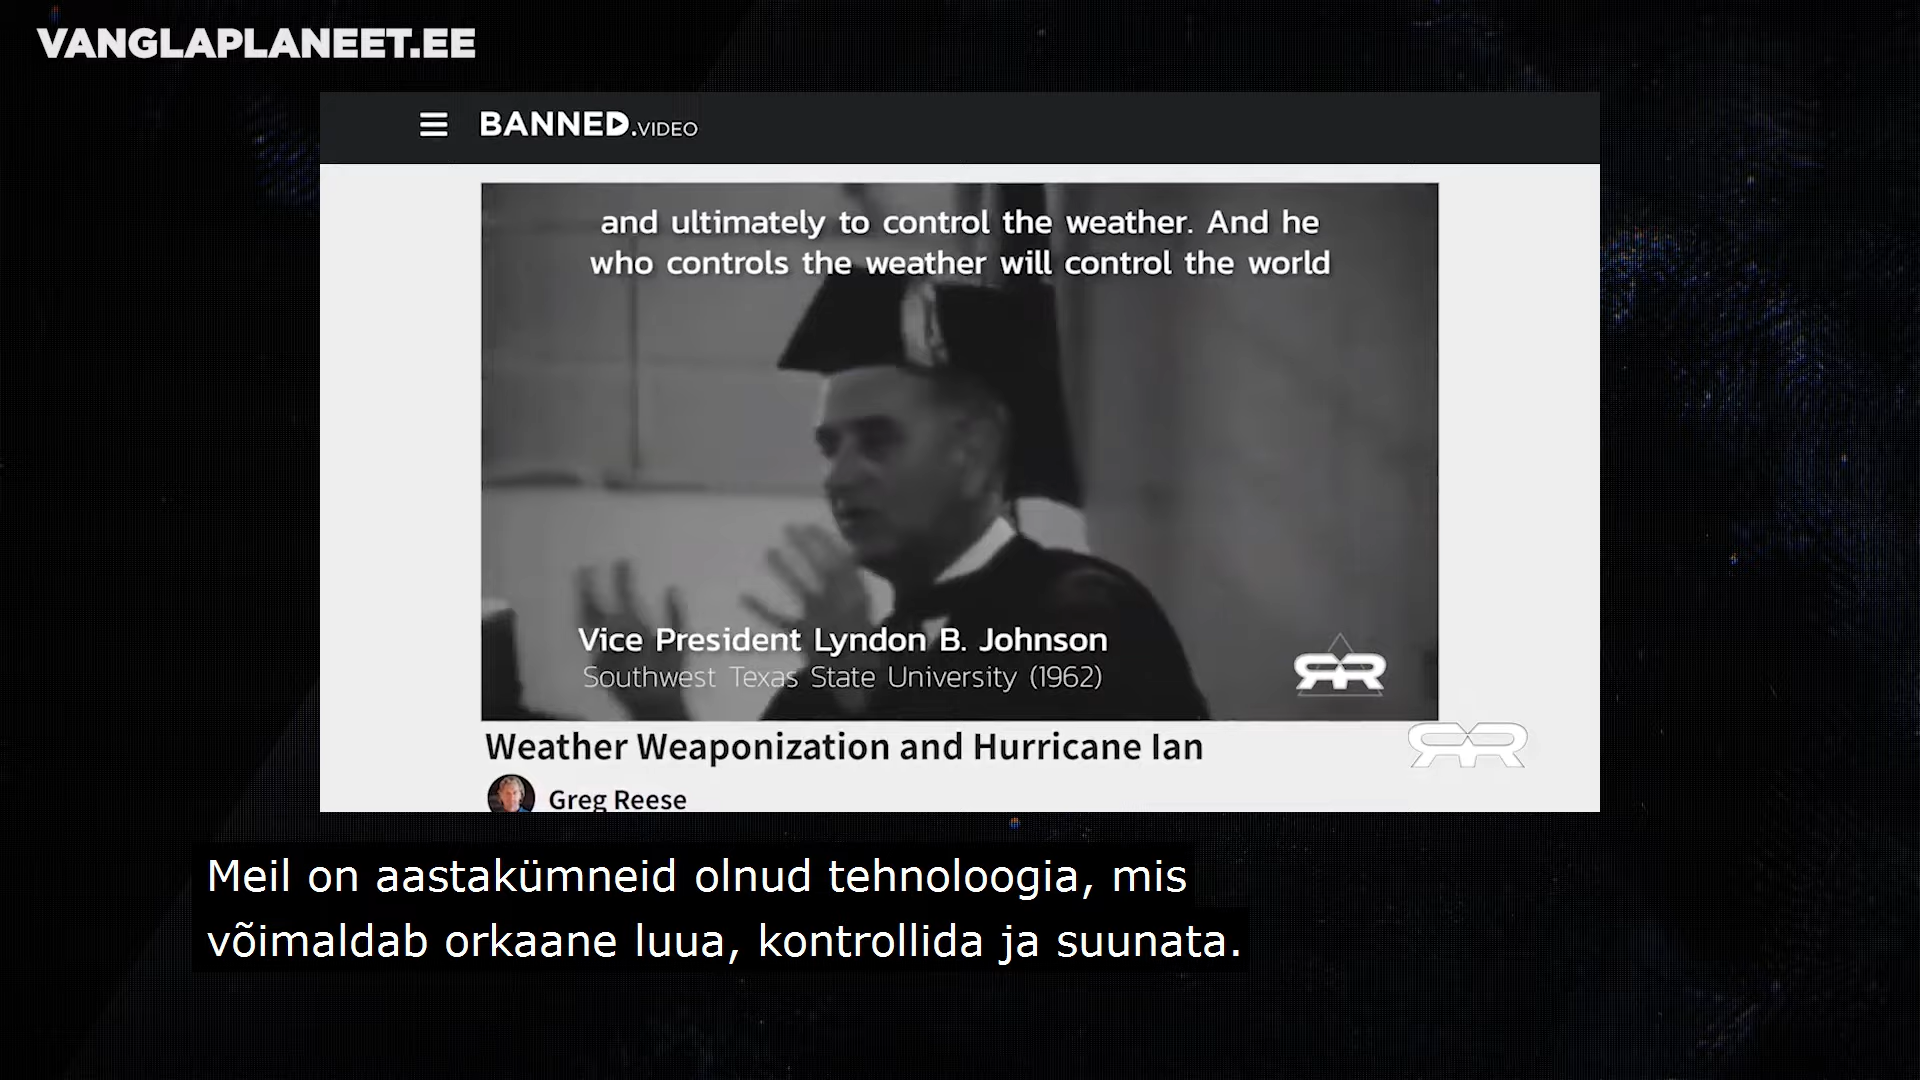 VANGLAPLANEET.EE
BANNED.VIDEO
and ultimately to control the weather. And he
who controls the weather will control the world
Vice President Lyndon B. Johnson
Southwest Texas State University (1962)
RR
RR
Weather Weaponization and Hurricane Ian
Greg Reese
Meil on aastakümneid olnud tehnoloogia, mis
võimaldab orkaane luua, kontrollida ja suunata.